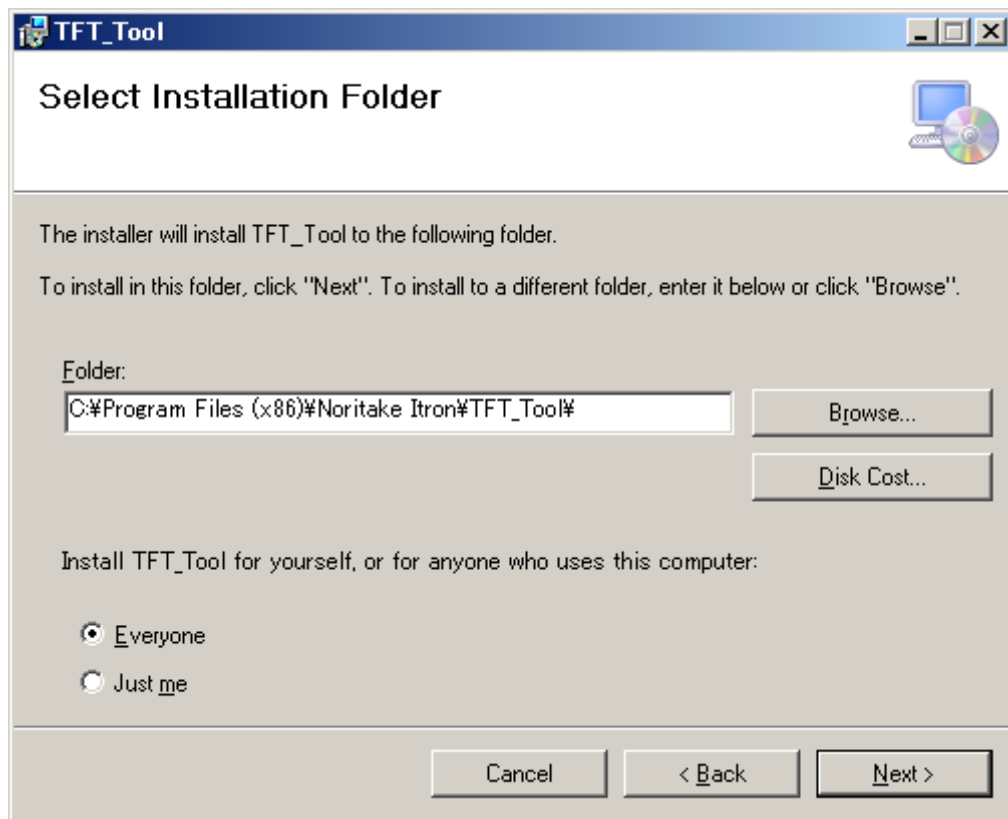 TFT_Tool
Select Installation Folder
The installer will install TFT_Tool to the following folder.
To install in this folder, click "Next". To install to a different folder, enter it below or click "Browse".
Folder:
C:¥Program Files (x86)¥Noritake Itron¥TFT_Tool¥
Browse...
Disk Cost...
Install TFT_Tool for yourself, or for anyone who uses this computer:
Everyone
Just me
Cancel
< Back
Next >